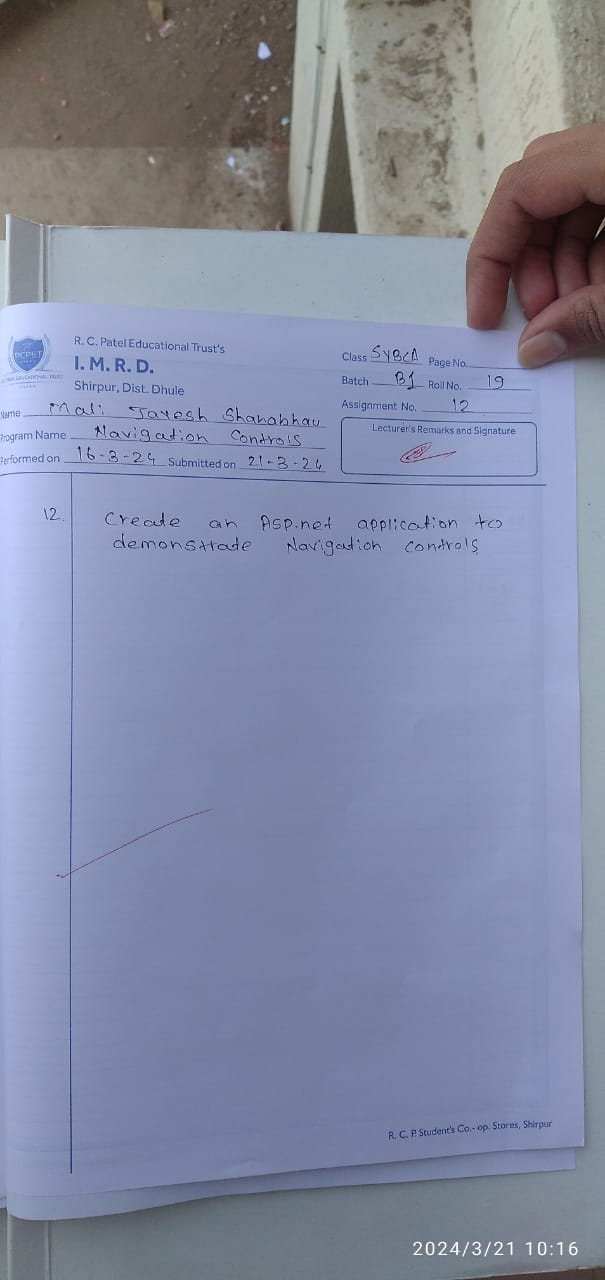 R. C. Patel Educational Trust's
PCPET
I. M. R. D.
Shirpur, Dist. Dhule
Class SYBCA Page No.
Batch B1 Roll No. 19
Assignment No. 12
Name Mali Jayesh Shanabhau
Program Name Navigation Controls
Performed on 16-3-24 Submitted on 21-3-24
Lecturer's Remarks and Signature
12. Create an Asp.net application to
demonstrate Navigation Controls
R. C. P. Student's Co.- op. Stores, Shirpur
2024/3/21 10:16